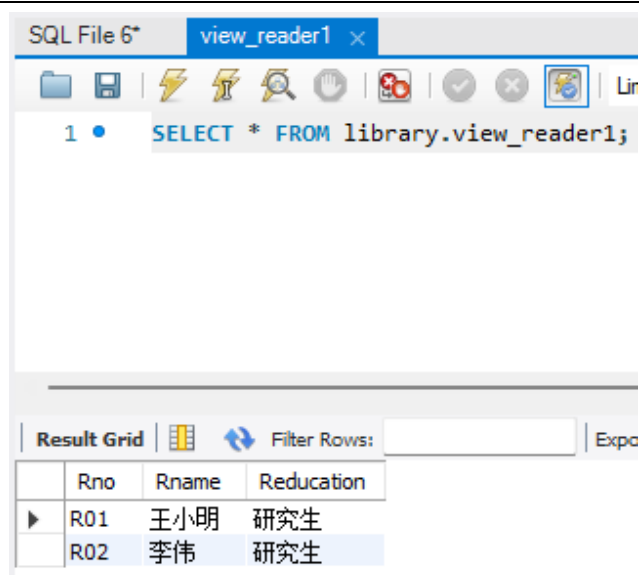 SQL File 6* view_reader1
Lin
1 SELECT * FROM library.view_reader1;
Result Grid Filter Rows: Expo
Rno Rname Reducation
R01 王小明 研究生
R02 李伟 研究生